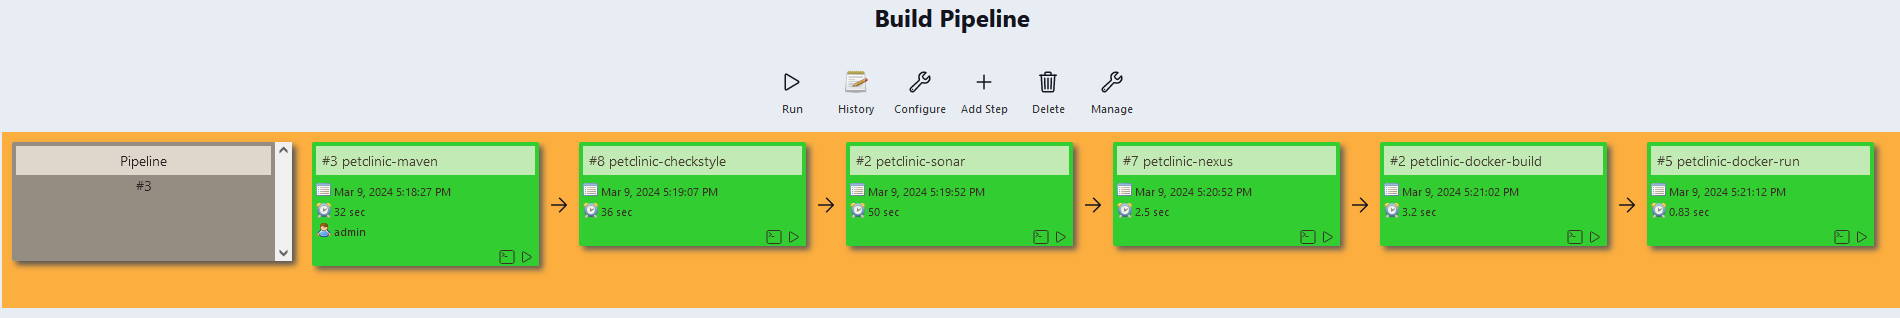 Build Pipeline
Run
History
Configure
Add Step
Delete
Manage
Pipeline
#3
#3 petclinic-maven
Mar 9, 2024 5:18:27 PM
32 sec
admin
#8 petclinic-checkstyle
Mar 9, 2024 5:19:07 PM
36 sec
#2 petclinic-sonar
Mar 9, 2024 5:19:52 PM
50 sec
#7 petclinic-nexus
Mar 9, 2024 5:20:52 PM
2.5 sec
#2 petclinic-docker-build
Mar 9, 2024 5:21:02 PM
3.2 sec
#5 petclinic-docker-run
Mar 9, 2024 5:21:12 PM
0.83 sec